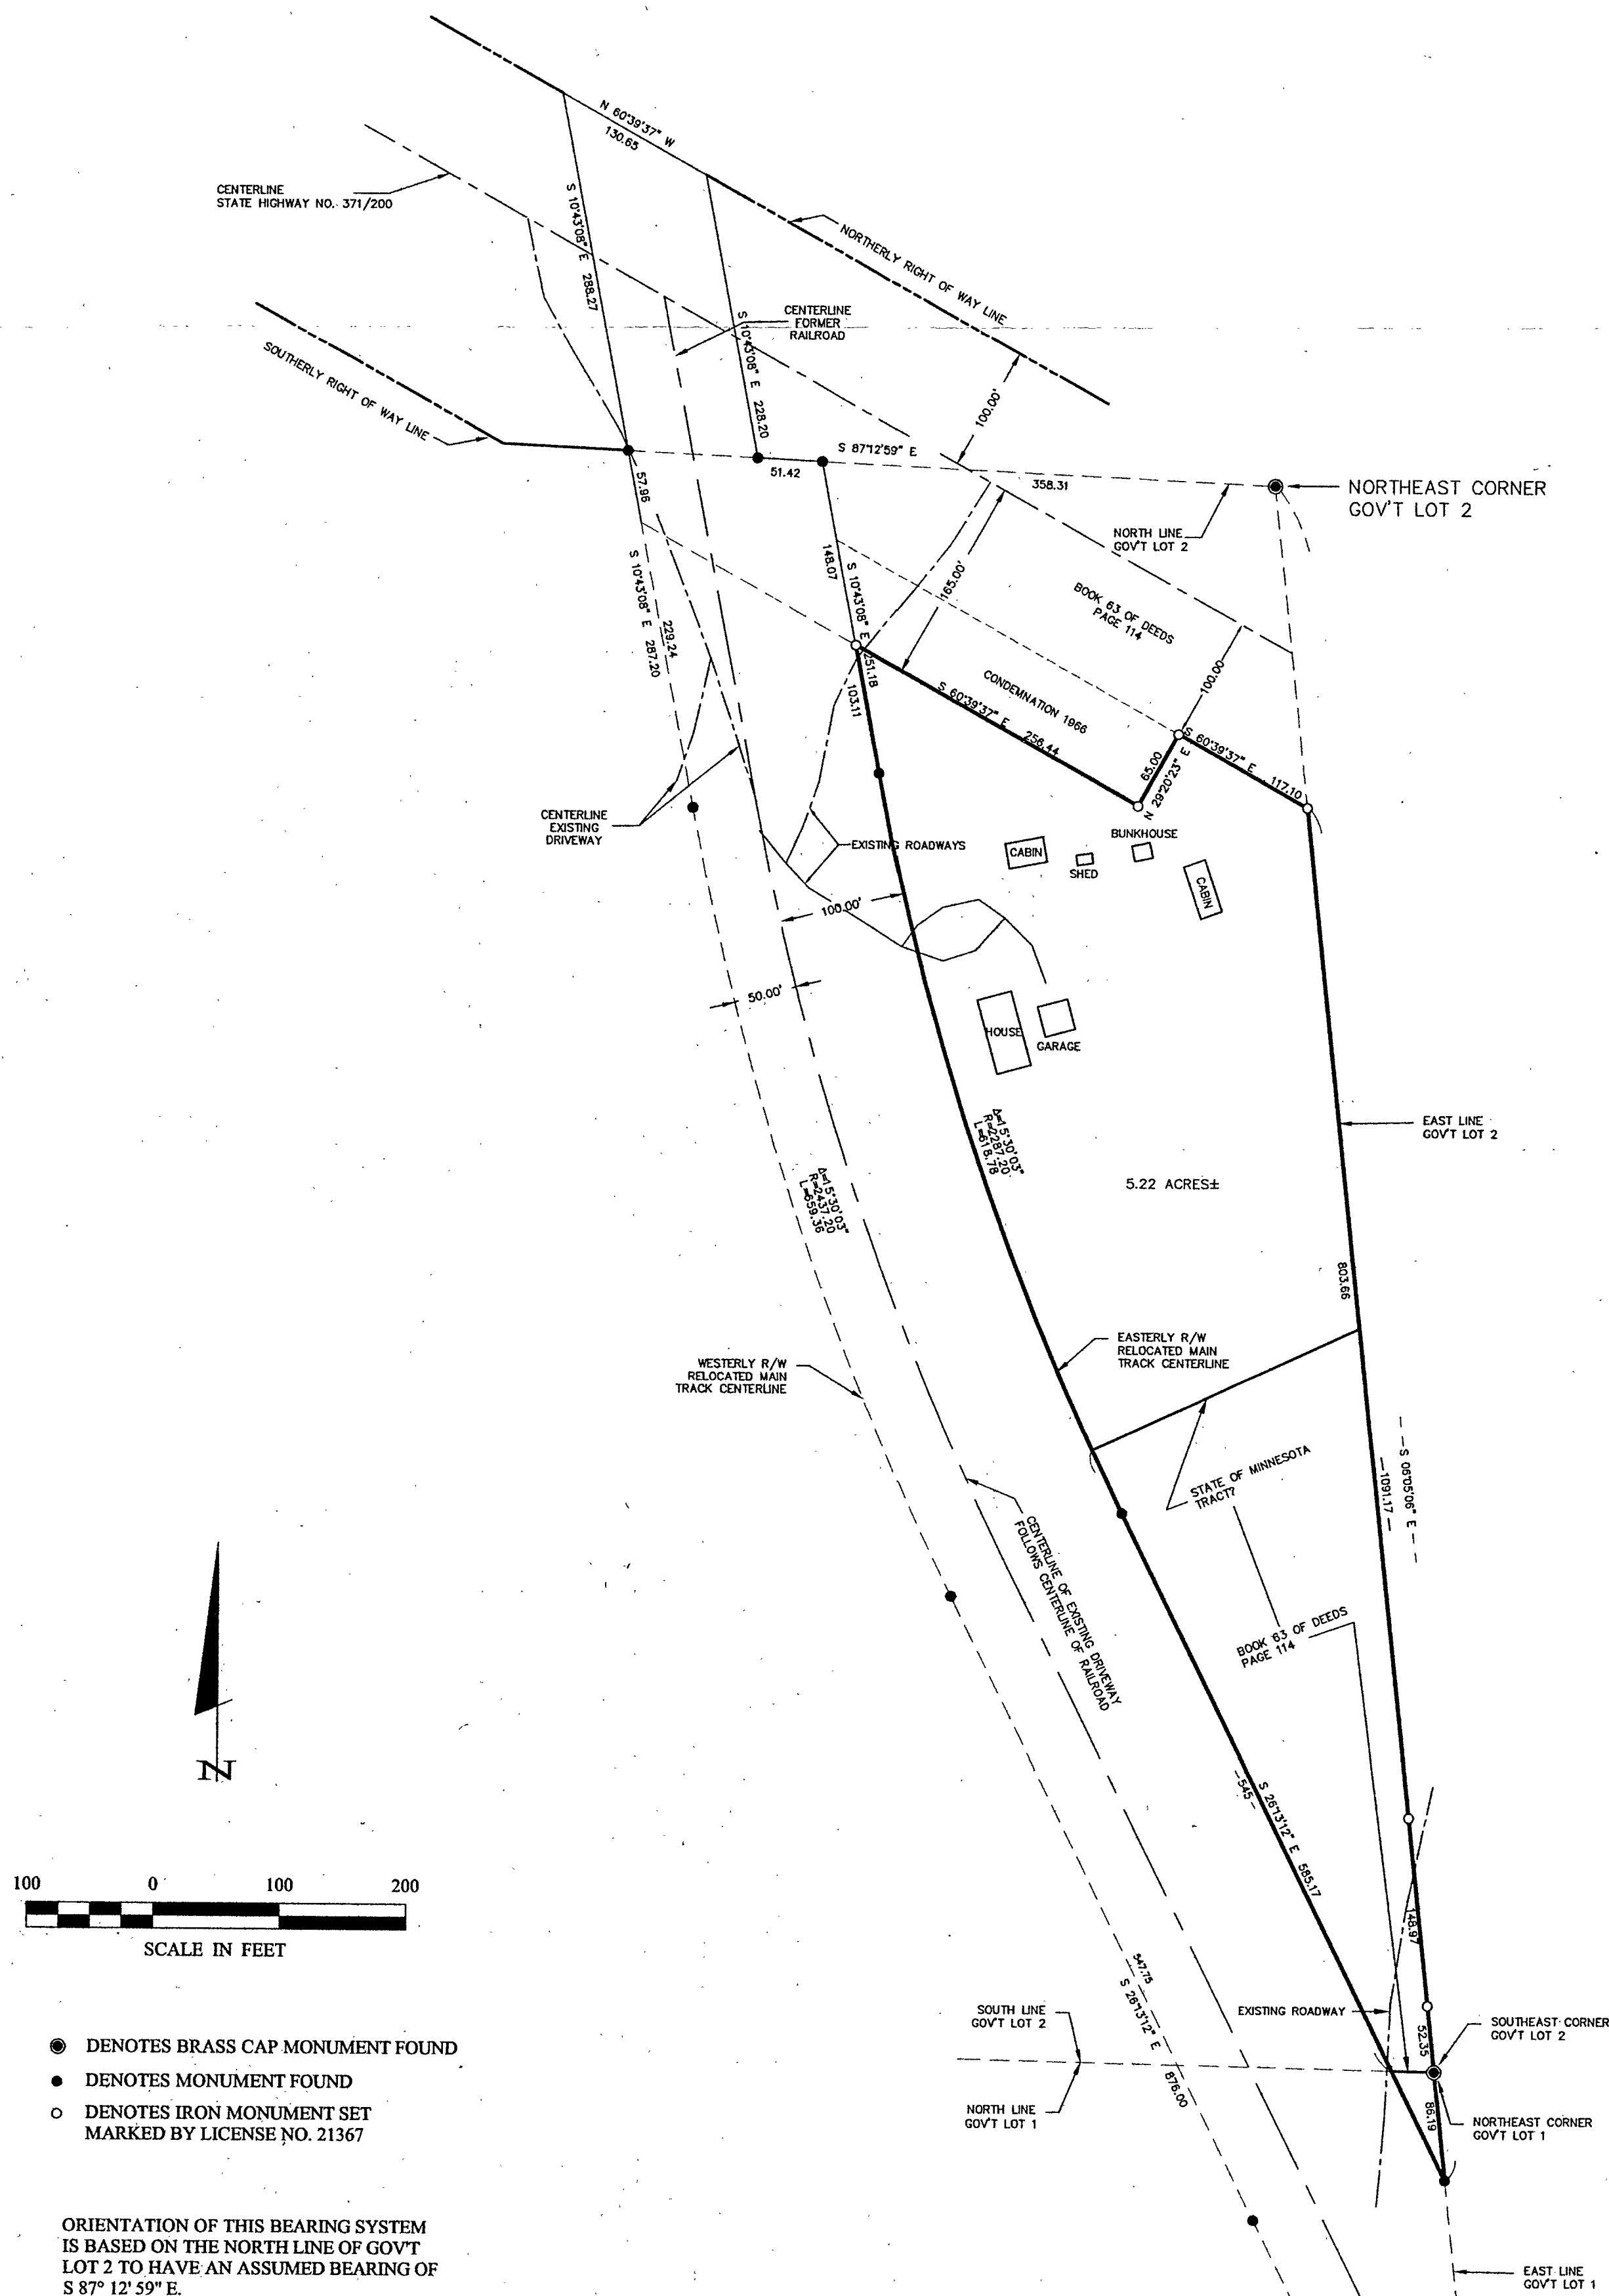 N 60°39'37" W
130.65
CENTERLINE
STATE HIGHWAY NO. 371/200
S 10°43'08" E 288.27
NORTHERLY RIGHT OF WAY LINE
CENTERLINE
FORMER
RAILROAD
S 10°43'08" E 228.20
SOUTHERLY RIGHT OF WAY LINE
100.00'
S 87°12'59" E
51.42
358.31
NORTHEAST CORNER
GOV'T LOT 2
57.96
NORTH LINE
GOV'T LOT 2
148.07
S 10°43'08" E 251.18
165.00'
BOOK 63 OF DEEDS
PAGE 114
S 10°43'08" E 287.20
229.24
100.00
CONDEMNATION 1966
103.11
S 60°39'37" E
256.44
S 60°39'37" E 117.10
65.00
N 29°20'23" E
CENTERLINE
EXISTING
DRIVEWAY
EXISTING ROADWAYS
BUNKHOUSE
CABIN
SHED
CABIN
100.00'
50.00'
HOUSE
GARAGE
Δ=15°30'03"
R=2287.20
L=618.78
EAST LINE
GOV'T LOT 2
5.22 ACRES±
Δ=15°30'03"
R=2437.20
L=659.36
803.66
EASTERLY R/W
RELOCATED MAIN
TRACK CENTERLINE
WESTERLY R/W
RELOCATED MAIN
TRACK CENTERLINE
S 05°05'06" E
1091.17
STATE OF MINNESOTA
TRACT?
CENTERLINE OF EXISTING DRIVEWAY
FOLLOWS CENTERLINE OF RAILROAD
BOOK 63 OF DEEDS
PAGE 114
N
545
S 26°13'12" E 585.17
100 0 100 200
SCALE IN FEET
148.97
547.75
S 26°13'12" E 876.00
SOUTH LINE
GOV'T LOT 2
EXISTING ROADWAY
52.35
SOUTHEAST CORNER
GOV'T LOT 2
NORTH LINE
GOV'T LOT 1
86.19
NORTHEAST CORNER
GOV'T LOT 1
DENOTES BRASS CAP MONUMENT FOUND
DENOTES MONUMENT FOUND
DENOTES IRON MONUMENT SET
MARKED BY LICENSE NO. 21367
ORIENTATION OF THIS BEARING SYSTEM
IS BASED ON THE NORTH LINE OF GOVT
LOT 2 TO HAVE AN ASSUMED BEARING OF
S 87° 12' 59" E.
EAST LINE
GOV'T LOT 1